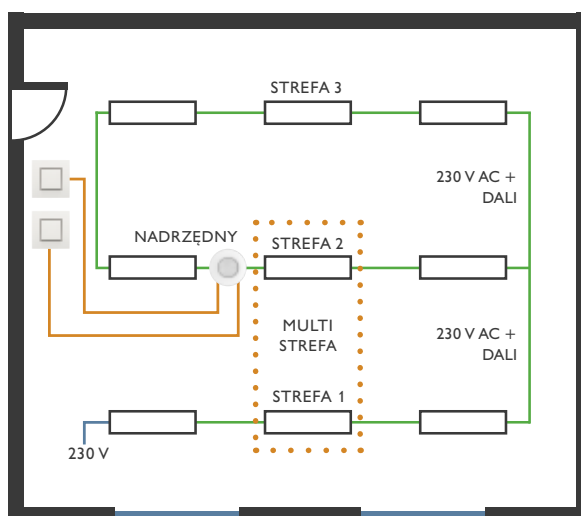 STREFA 3
230 V AC +
DALI
NADRZĘDNY
STREFA 2
MULTI
STREFA
230 V AC +
DALI
STREFA 1
230 V